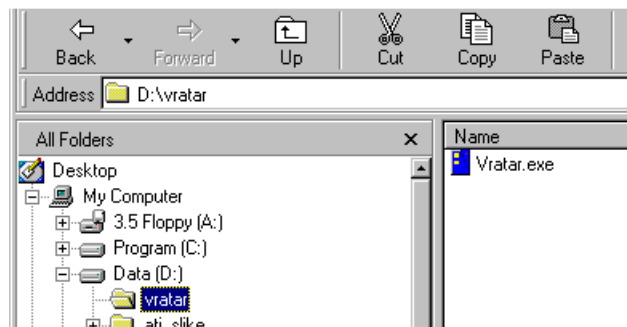 Back Forward Up Cut Copy Paste
Address D:\vratar
All Folders
Desktop
My Computer
3.5 Floppy (A:)
Program (C:)
Data (D:)
vratar
ati_slike
Name
Vratar.exe